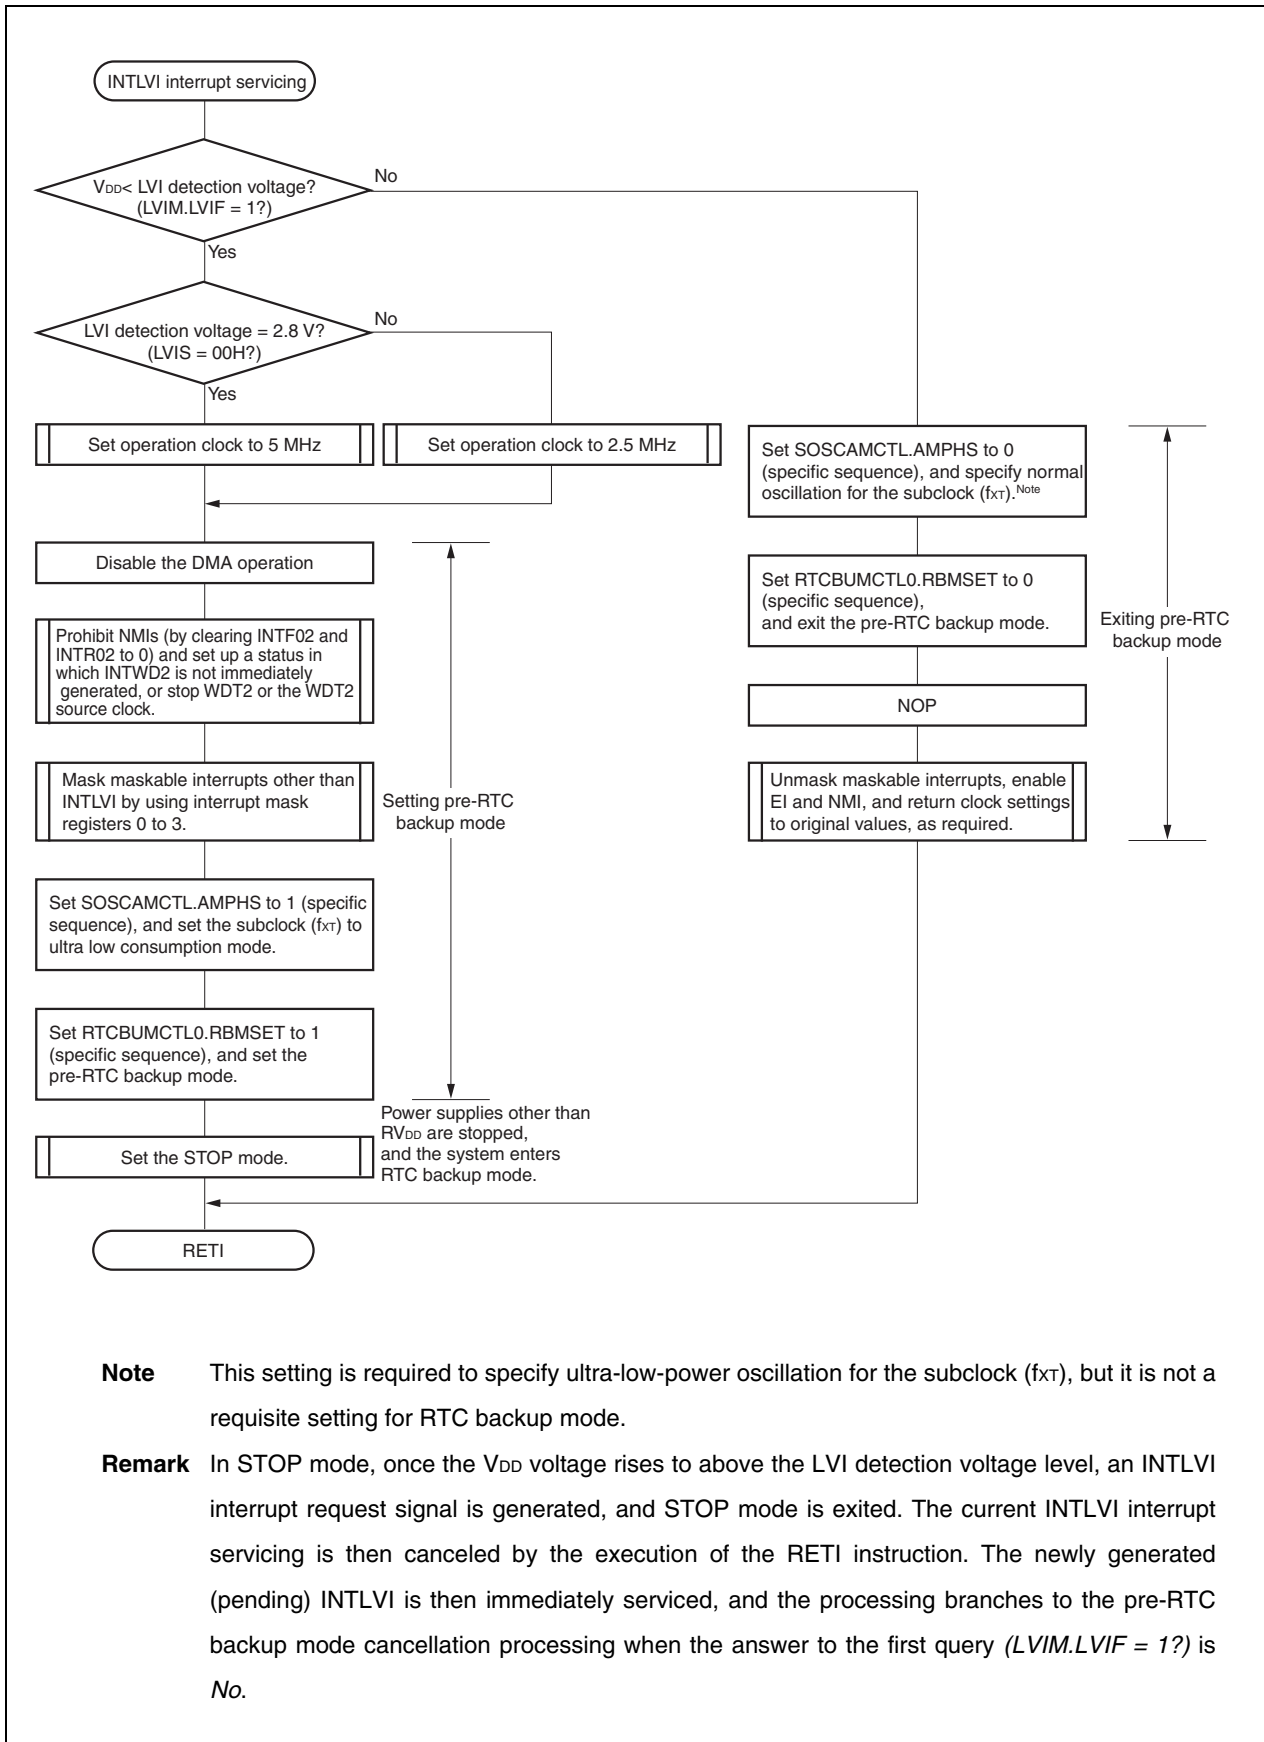 INTLVI interrupt servicing
VDD< LVI detection voltage?
(LVIM.LVIF = 1?)
No
Yes
LVI detection voltage = 2.8 V?
(LVIS = 00H?)
No
Yes
Set operation clock to 5 MHz
Set operation clock to 2.5 MHz
Disable the DMA operation
Prohibit NMIs (by clearing INTF02 and
INTR02 to 0) and set up a status in
which INTWD2 is not immediately
generated, or stop WDT2 or the WDT2
source clock.
Mask maskable interrupts other than
INTLVI by using interrupt mask
registers 0 to 3.
Set SOSCAMCTL.AMPHS to 1 (specific
sequence), and set the subclock (fXT) to
ultra low consumption mode.
Set RTCBUMCTL0.RBMSET to 1
(specific sequence), and set the
pre-RTC backup mode.
Set the STOP mode.
RETI
Setting pre-RTC
backup mode
Power supplies other than
RVDD are stopped,
and the system enters
RTC backup mode.
Set SOSCAMCTL.AMPHS to 0
(specific sequence), and specify normal
oscillation for the subclock (fXT).Note
Set RTCBUMCTL0.RBMSET to 0
(specific sequence),
and exit the pre-RTC backup mode.
NOP
Unmask maskable interrupts, enable
EI and NMI, and return clock settings
to original values, as required.
Exiting pre-RTC
backup mode
Note This setting is required to specify ultra-low-power oscillation for the subclock (fXT), but it is not a
requisite setting for RTC backup mode.
Remark In STOP mode, once the VDD voltage rises to above the LVI detection voltage level, an INTLVI
interrupt request signal is generated, and STOP mode is exited. The current INTLVI interrupt
servicing is then canceled by the execution of the RETI instruction. The newly generated
(pending) INTLVI is then immediately serviced, and the processing branches to the pre-RTC
backup mode cancellation processing when the answer to the first query (LVIM.LVIF = 1?) is
No.